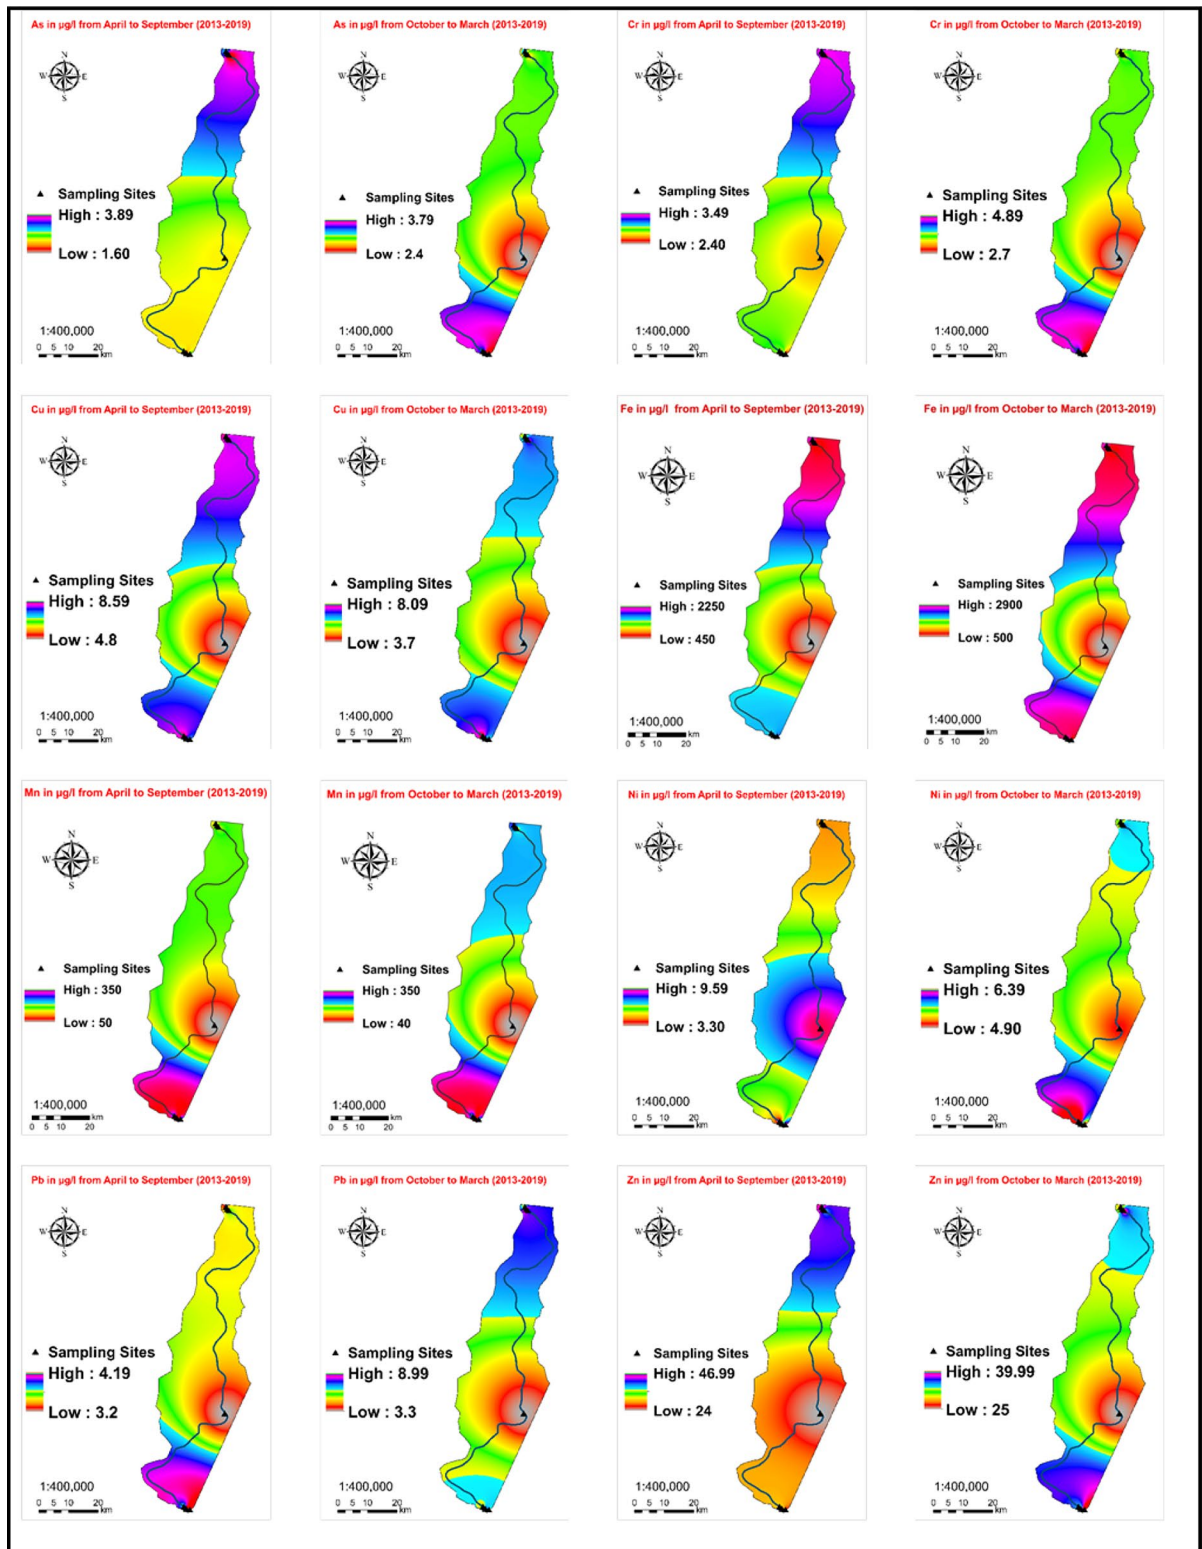 As in µg/l from April to September (2013-2019)
N
W E
S
Sampling Sites
High : 3.89
Low : 1.60
1:400,000
0 5 10 20 km
As in µg/l from October to March (2013-2019)
N
W E
S
Sampling Sites
High : 3.79
Low : 2.4
1:400,000
0 5 10 20 km
Cr in µg/l from April to September (2013-2019)
N
W E
S
Sampling Sites
High : 3.49
Low : 2.40
1:400,000
0 5 10 20 km
Cr in µg/l from October to March (2013-2019)
N
W E
S
Sampling Sites
High : 4.89
Low : 2.7
1:400,000
0 5 10 20 km
Cu in µg/l from April to September (2013-2019)
N
W E
S
Sampling Sites
High : 8.59
Low : 4.8
1:400,000
0 5 10 20 km
Cu in µg/l from October to March (2013-2019)
N
W E
S
Sampling Sites
High : 8.09
Low : 3.7
1:400,000
0 5 10 20 km
Fe in µg/l from April to September (2013-2019)
N
W E
S
Sampling Sites
High : 2250
Low : 450
1:400,000
0 5 10 20 km
Fe in µg/l from October to March (2013-2019)
N
W E
S
Sampling Sites
High : 2900
Low : 500
1:400,000
0 5 10 20 km
Mn in µg/l from April to September (2013-2019)
N
W E
S
Sampling Sites
High : 350
Low : 50
1:400,000
0 5 10 20 km
Mn in µg/l from October to March (2013-2019)
N
W E
S
Sampling Sites
High : 350
Low : 40
1:400,000
0 5 10 20 km
Ni in µg/l from April to September (2013-2019)
N
W E
S
Sampling Sites
High : 9.59
Low : 3.30
1:400,000
0 5 10 20 km
Ni in µg/l from October to March (2013-2019)
N
W E
S
Sampling Sites
High : 6.39
Low : 4.90
1:400,000
0 5 10 20 km
Pb in µg/l from April to September (2013-2019)
N
W E
S
Sampling Sites
High : 4.19
Low : 3.2
1:400,000
0 5 10 20 km
Pb in µg/l from October to March (2013-2019)
N
W E
S
Sampling Sites
High : 8.99
Low : 3.3
1:400,000
0 5 10 20 km
Zn in µg/l from April to September (2013-2019)
N
W E
S
Sampling Sites
High : 46.99
Low : 24
1:400,000
0 5 10 20 km
Zn in µg/l from October to March (2013-2019)
N
W E
S
Sampling Sites
High : 39.99
Low : 25
1:400,000
0 5 10 20 km